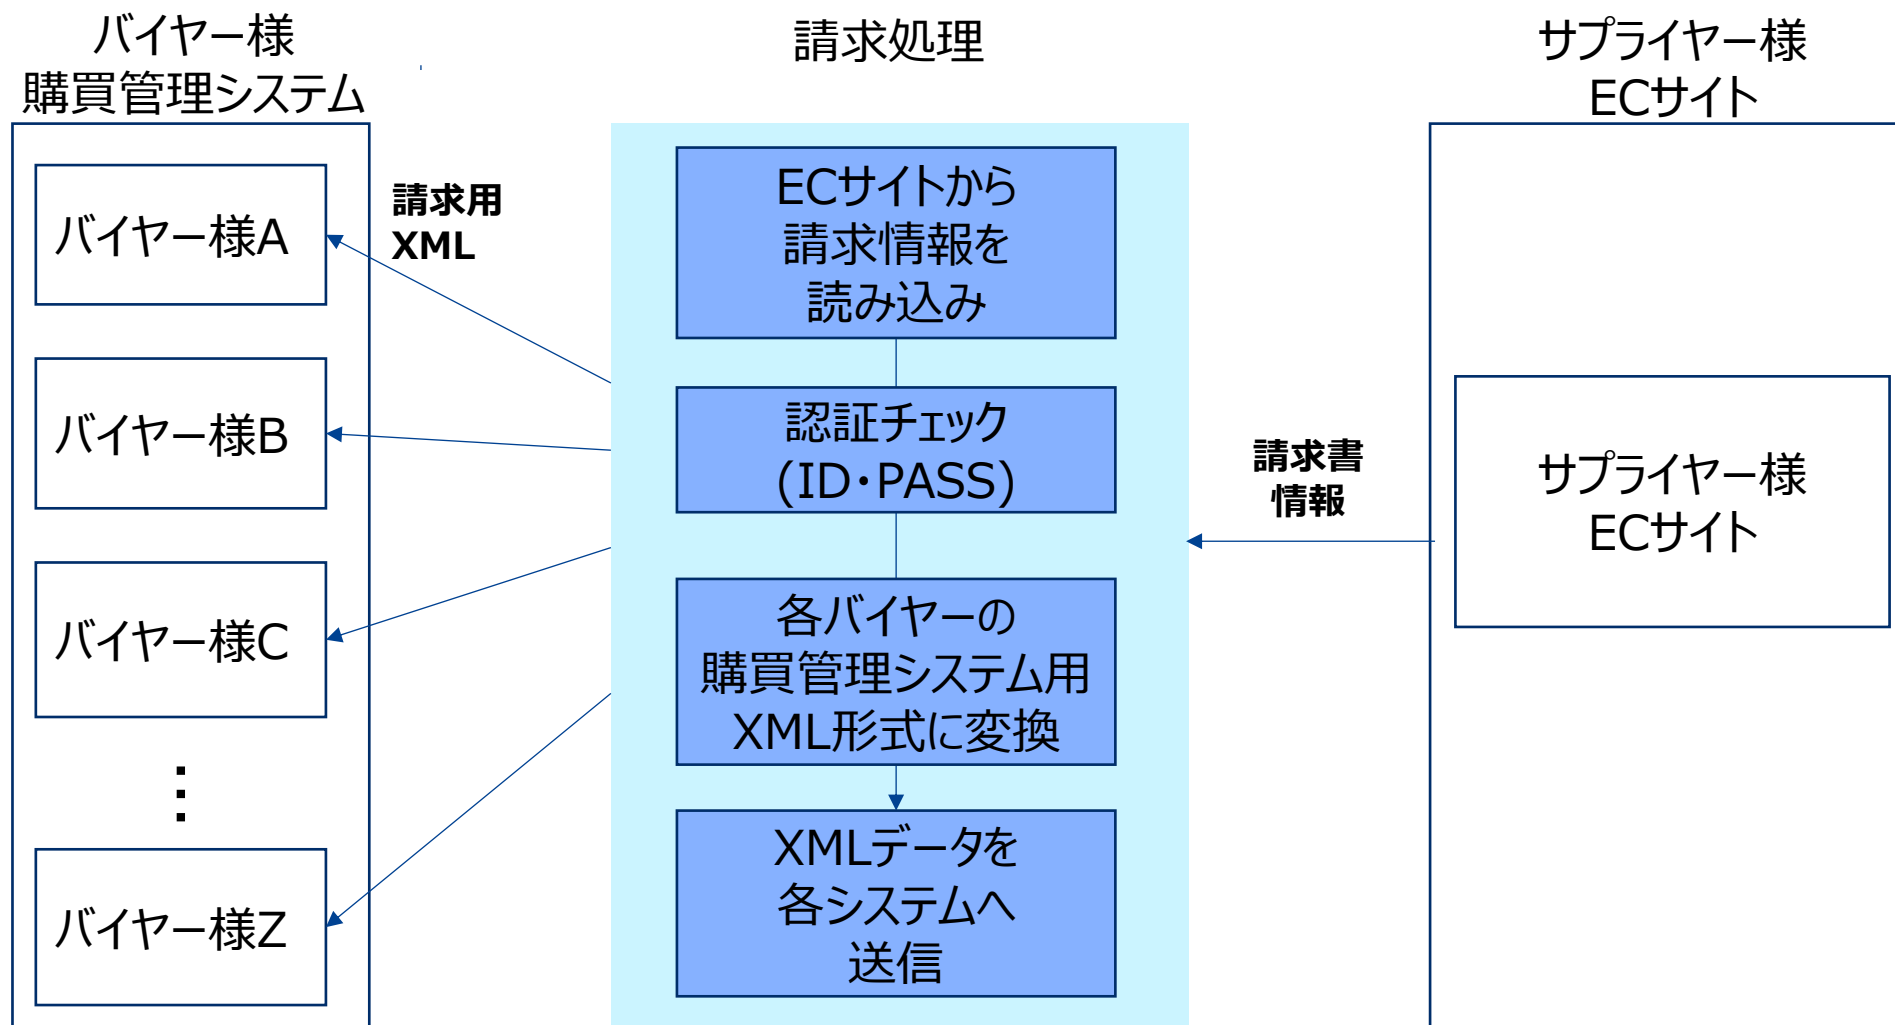 バイヤー様
購買管理システム
請求処理
サプライヤー様
ECサイト
バイヤー様A
バイヤー様B
バイヤー様C
⋮
バイヤー様Z
請求用
XML
ECサイトから
請求情報を
読み込み
認証チェック
(ID・PASS)
各バイヤーの
購買管理システム用
XML形式に変換
XMLデータを
各システムへ
送信
請求書
情報
サプライヤー様
ECサイト